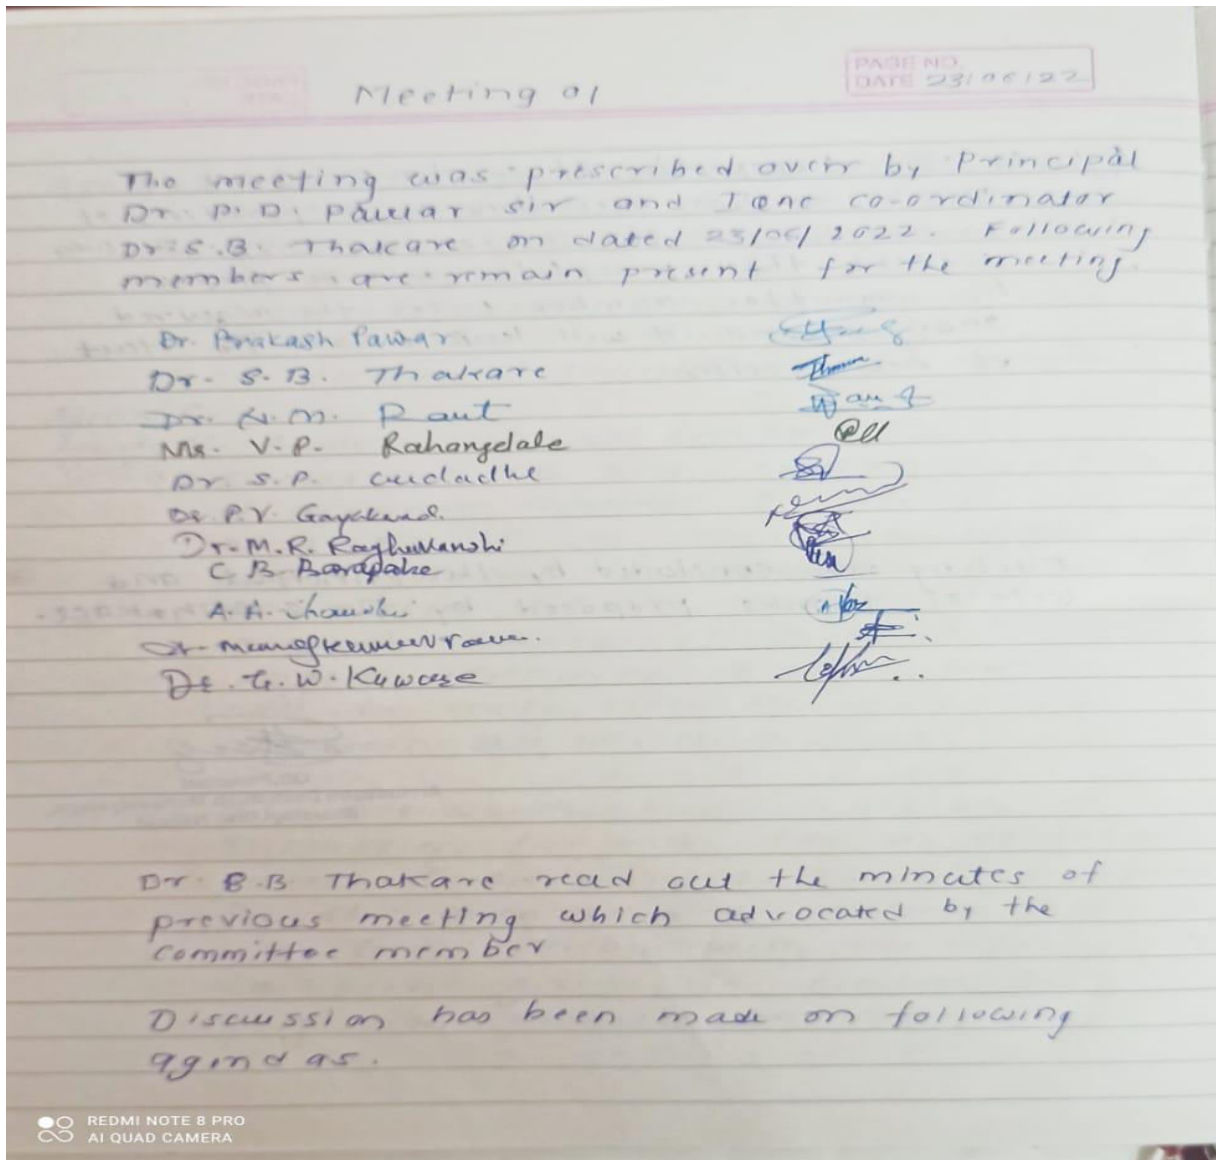 PAGE NO.
DATE 23/06/22
Meeting 01
The meeting was prescribed over by Principal
Dr. P. D. Pawar sir and Iqac co-ordinator
Dr. S. B. Thakare on dated 23/06/2022. Following
members are remain present for the meeting.
Dr. Prakash Pawar
Dr- S. B. Thakare
Dr. N. M. Raut
Ms. V. P. Rahangdale
Dr. S. P.
Dr. P. V. Gayakwad.
Dr. M. R. Raghuwanshi
C B Barapatre
A. A.
Dr.
Dr. G. W.
Dr S.B Thakare read out the minutes of
previous meeting which advocated by the
committee member
Discussion has been made on following
agendas.
REDMI NOTE 8 PRO
AI QUAD CAMERA